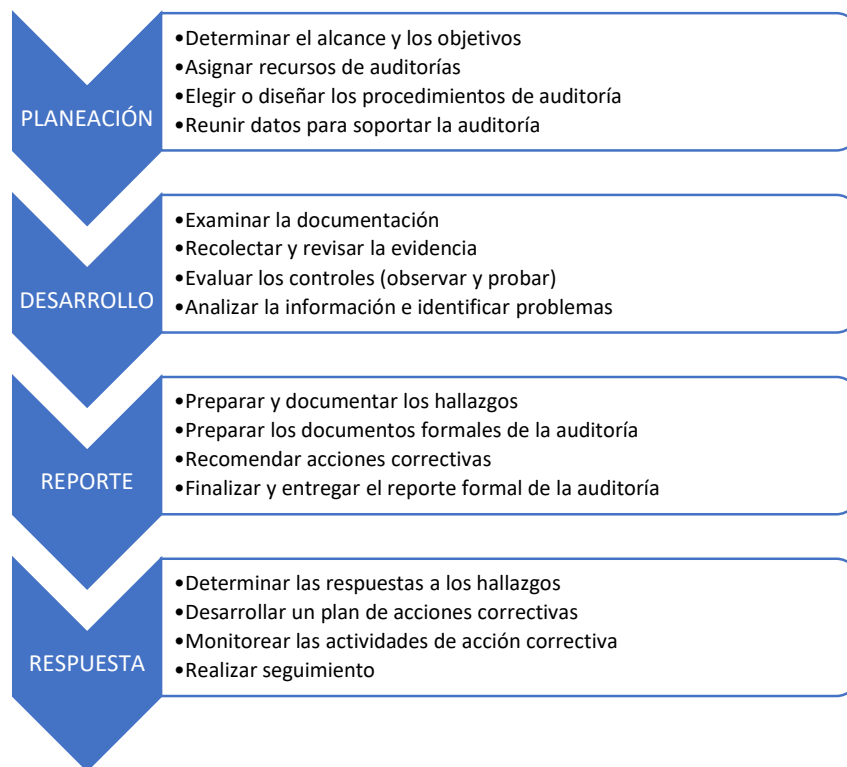 PLANEACIÓN
•Determinar el alcance y los objetivos
•Asignar recursos de auditorías
•Elegir o diseñar los procedimientos de auditoría
•Reunir datos para soportar la auditoría
DESARROLLO
•Examinar la documentación
•Recolectar y revisar la evidencia
•Evaluar los controles (observar y probar)
•Analizar la información e identificar problemas
REPORTE
•Preparar y documentar los hallazgos
•Preparar los documentos formales de la auditoría
•Recomendar acciones correctivas
•Finalizar y entregar el reporte formal de la auditoría
RESPUESTA
•Determinar las respuestas a los hallazgos
•Desarrollar un plan de acciones correctivas
•Monitorear las actividades de acción correctiva
•Realizar seguimiento